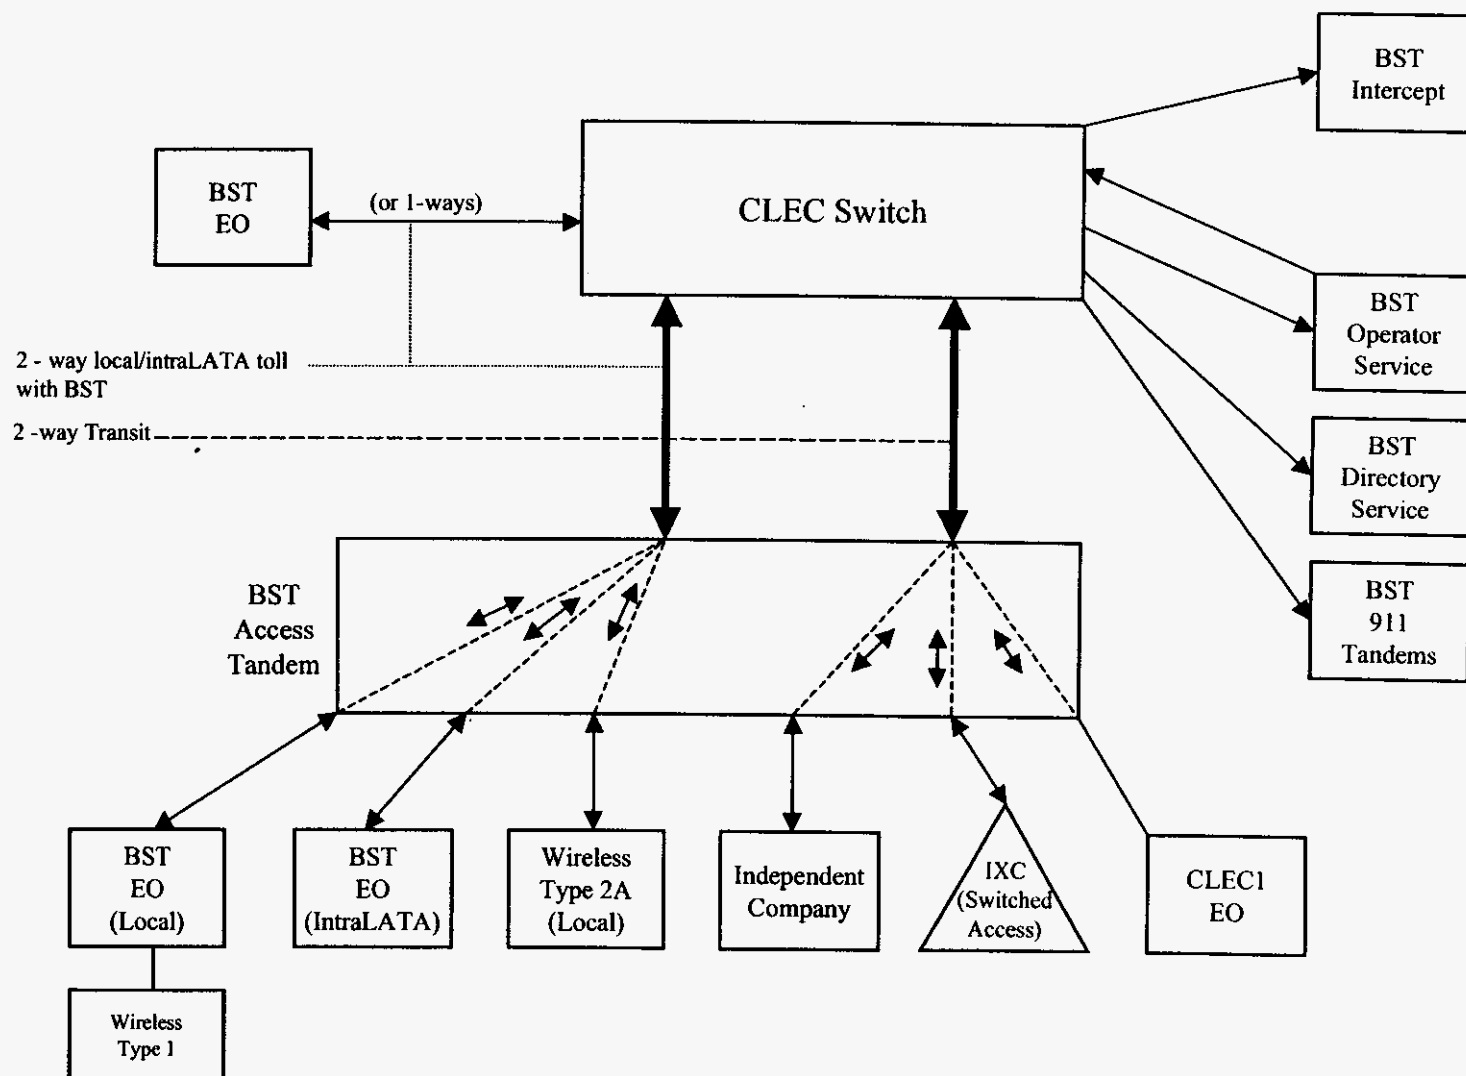 BST
Intercept
BST
EO
(or 1-ways)
CLEC Switch
BST
Operator
Service
2 - way local/intraLATA toll
with BST
2 -way Transit
BST
Directory
Service
BST
911
Tandems
BST
Access
Tandem
BST
EO
(Local)
BST
EO
(IntraLATA)
Wireless
Type 2A
(Local)
Independent
Company
IXC
(Switched
Access)
CLEC1
EO
Wireless
Type 1